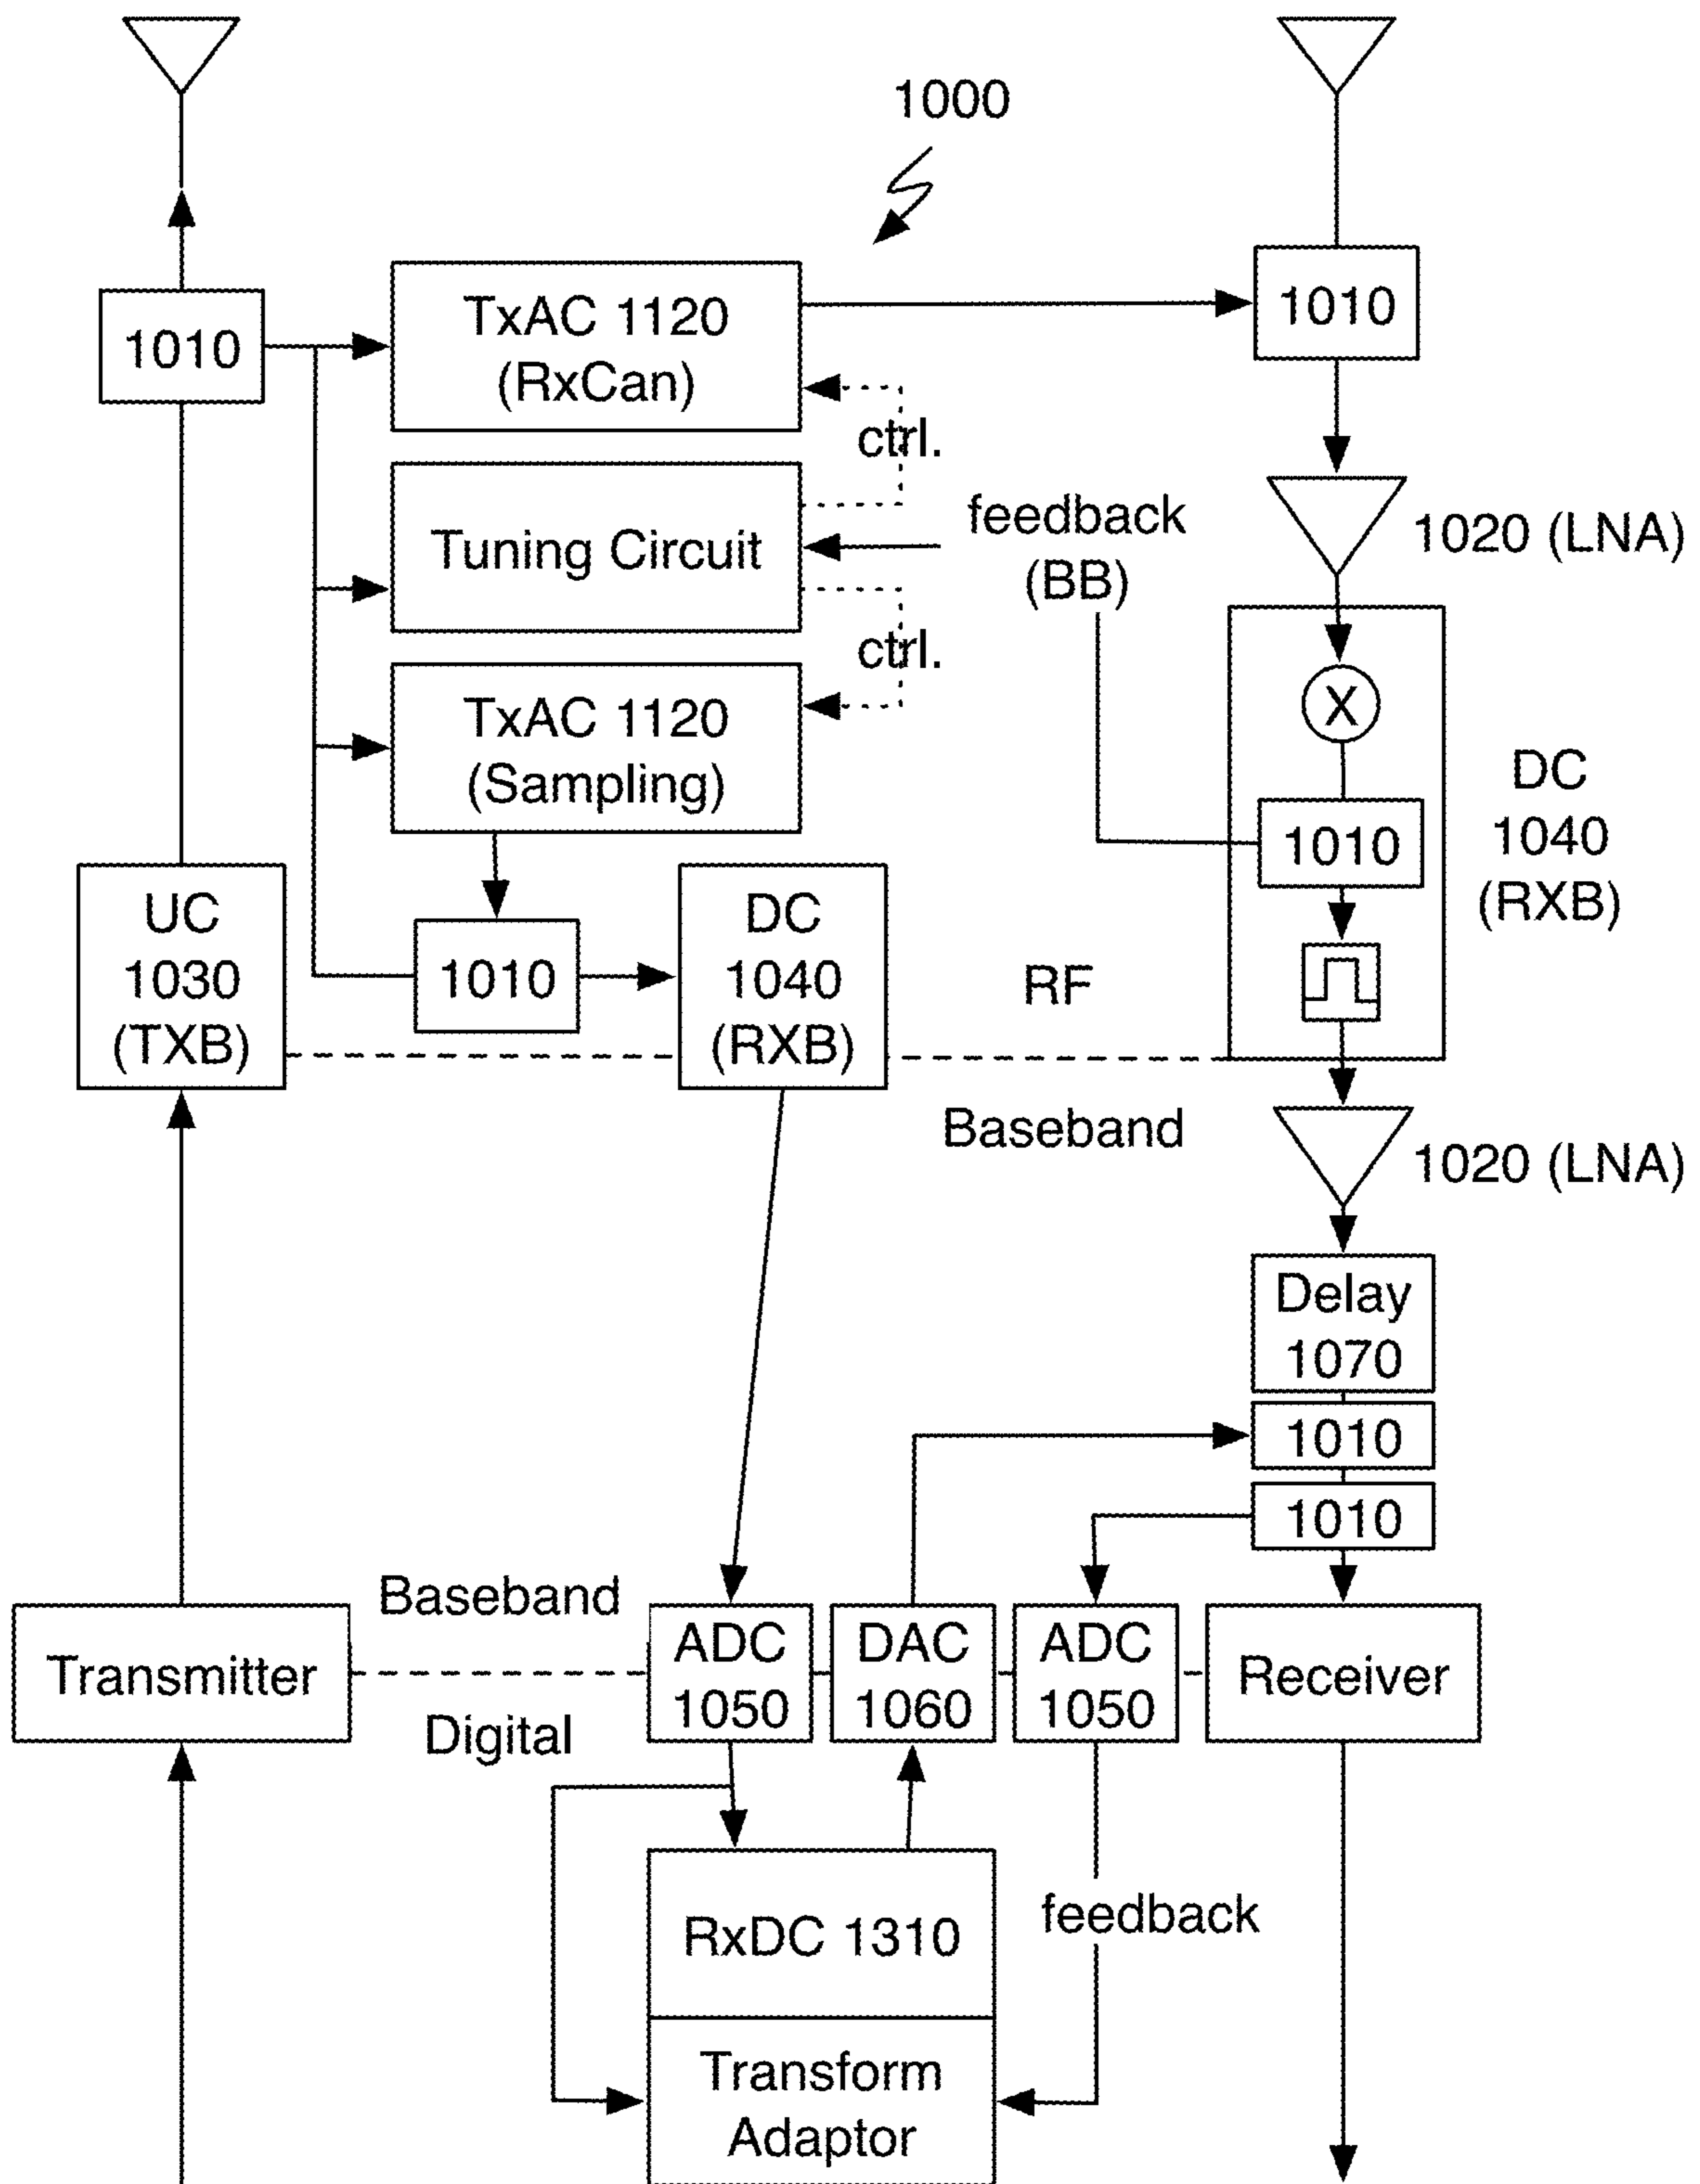 1000
1010
TxAC 1120
(RxCan)
1010
ctrl.
Tuning Circuit
feedback
(BB)
1020 (LNA)
ctrl.
TxAC 1120
(Sampling)
X
1010
DC
1040
(RXB)
UC
1030
(TXB)
1010
DC
1040
(RXB)
RF
Baseband
1020 (LNA)
Delay
1070
1010
1010
Baseband
Transmitter
ADC
1050
DAC
1060
ADC
1050
Receiver
Digital
RxDC 1310
feedback
Transform
Adaptor